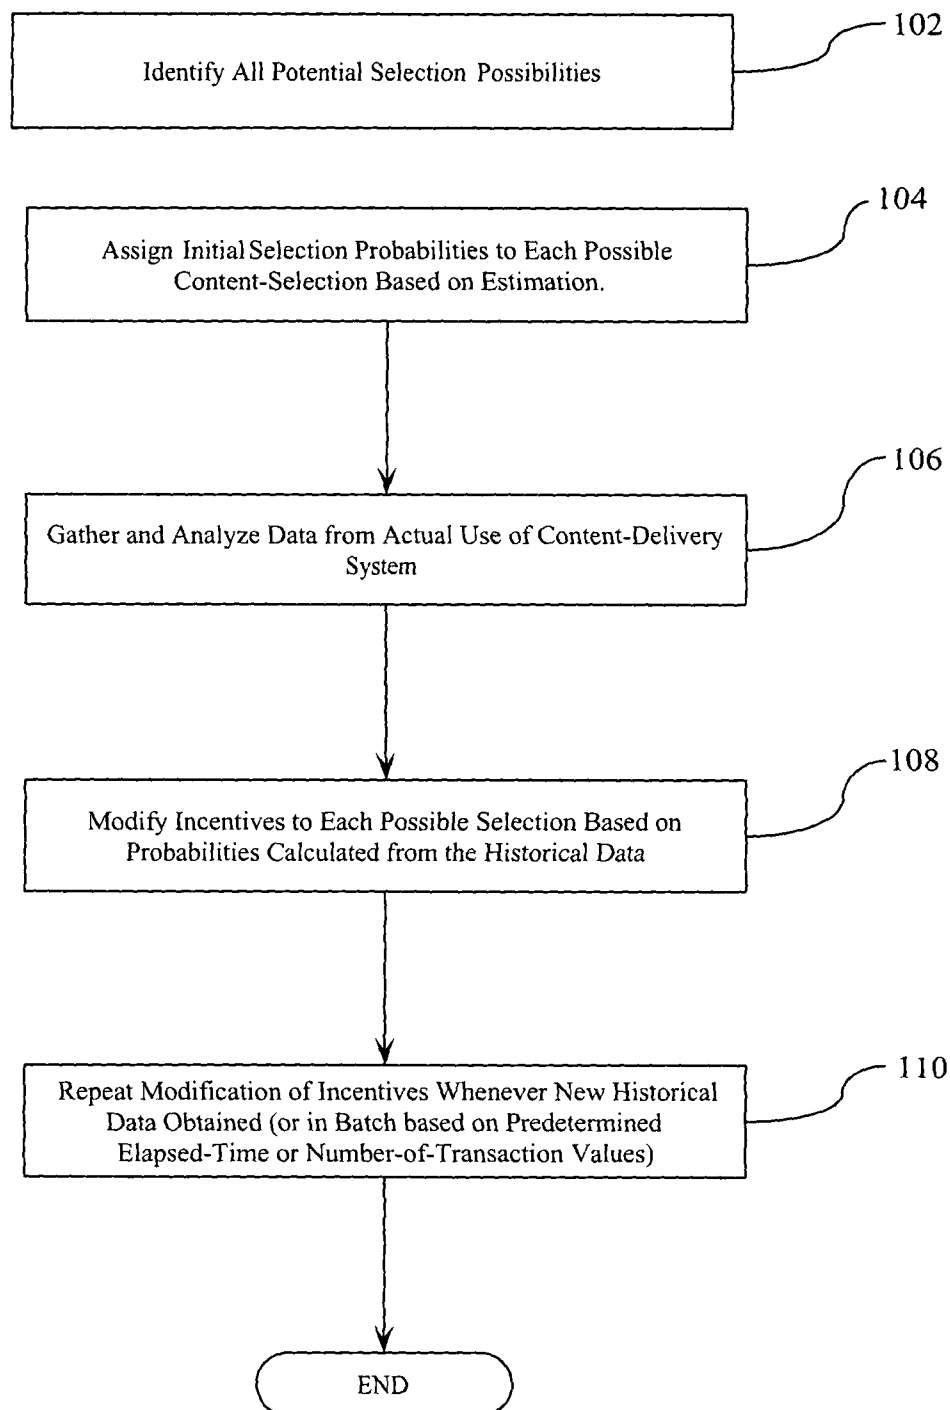 102
Identify All Potential Selection Possibilities
104
Assign Initial Selection Probabilities to Each Possible
Content-Selection Based on Estimation.
106
Gather and Analyze Data from Actual Use of Content-Delivery
System
108
Modify Incentives to Each Possible Selection Based on
Probabilities Calculated from the Historical Data
110
Repeat Modification of Incentives Whenever New Historical
Data Obtained (or in Batch based on Predetermined
Elapsed-Time or Number-of-Transaction Values)
END